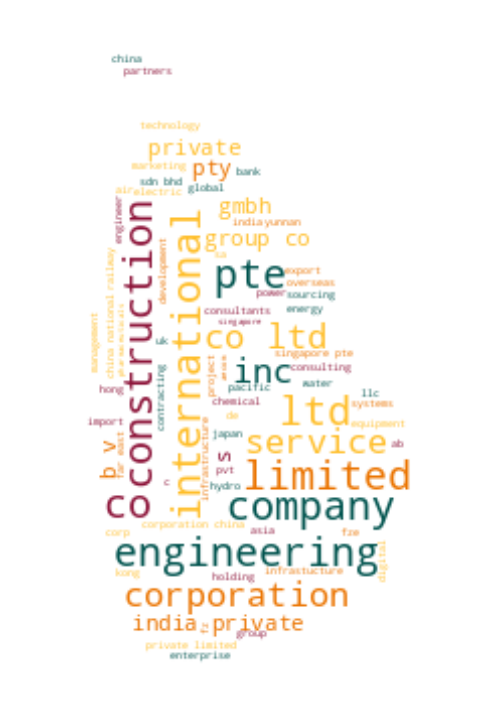 china
partners
technology
private
marketing
pty
bank
sdn bhd
global
air
electric
engineer
construction
international
gmbh
india
yunnan
group co
sa
development
pte
export
overseas
power
sourcing
energy
consultants
singapore
management
china national railway
pharmaceuticals
uk
co ltd
singapore pte
inc
consulting
project
pacific
water
contracting
hong
chemical
llc
systems
ltd
de
equipment
import
japan
service
ab
far east
b v
infrastructure
s
pvt
limited
c
hydro
co
company
corporation china
corp
asia
fze
engineering
digital
kong
holding
infrastucture
corporation
india
private
fz
group
private limited
enterprise